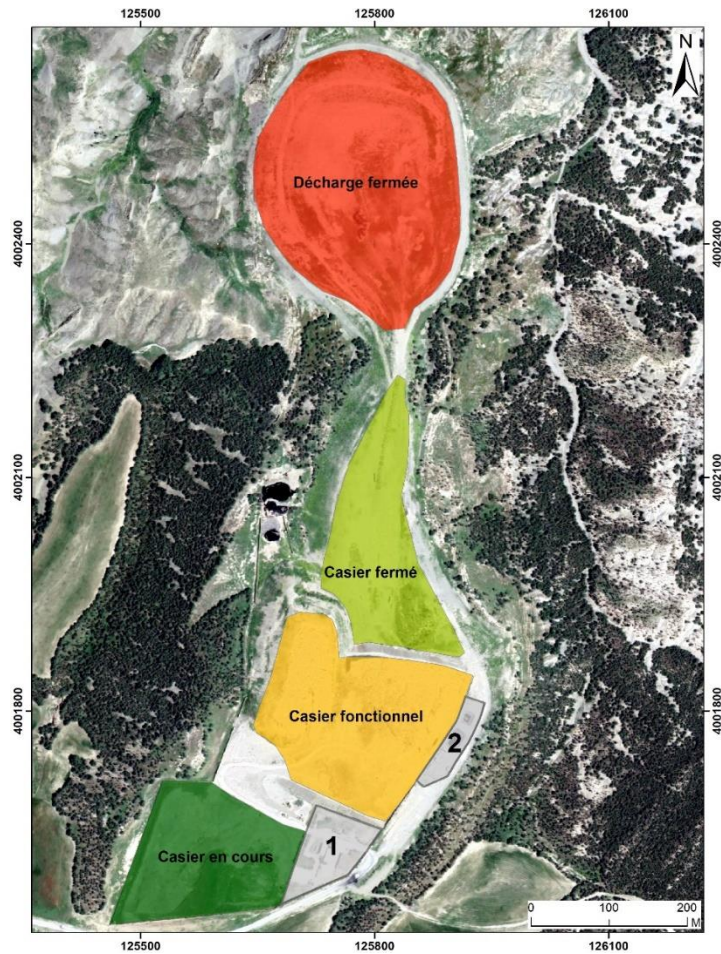 125500 125800 126100
N
Décharge fermée
4002400 4002400
4002100 4002100
Casier fermé
4001800 4001800
Casier fonctionnel
2
1
Casier en cours
0 100 200
M
125500 125800 126100